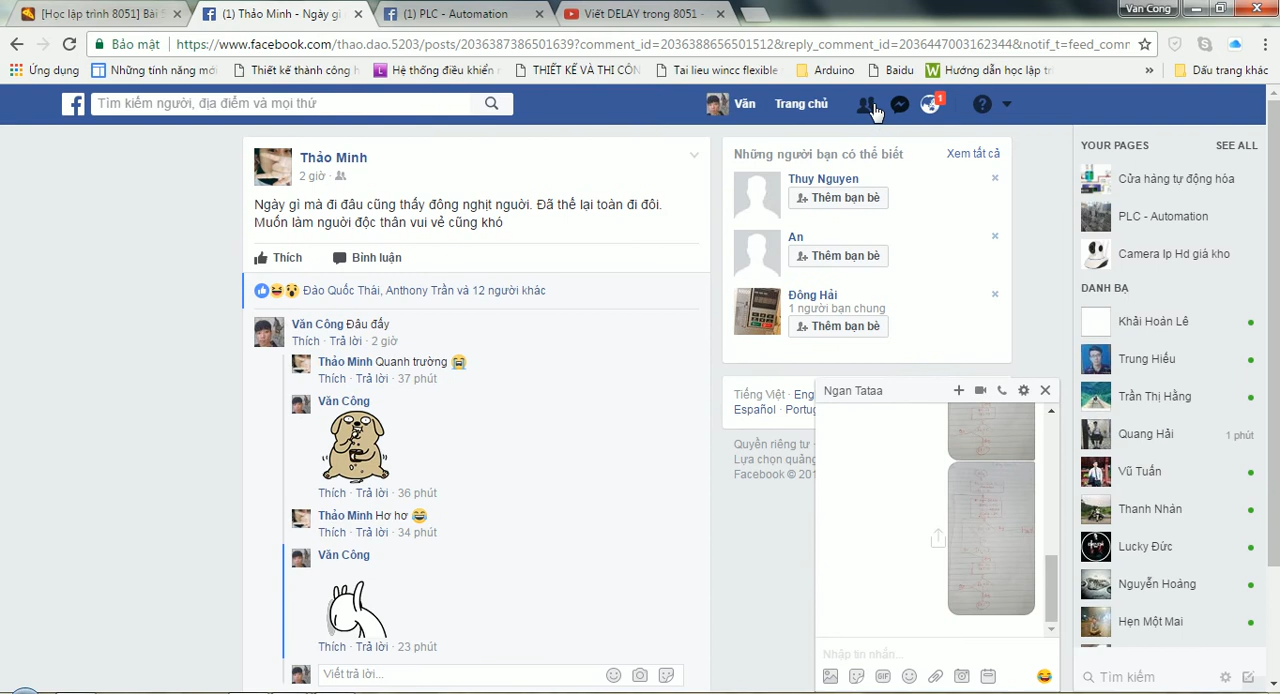 [Học lập trình 8051] Bài S
(1) Thảo Minh - Ngày gì
(1) PLC - Automation
Viết DELAY trong 8051 -
Van Cong
Bảo mật
https://www.facebook.com/thao.dao.5203/posts/2036387386501639?comment_id=2036388656501512&reply_comment_id=2036447003162344&notif_t=feed_comm
Ứng dụng
Những tính năng mới
Thiết kế thành công h
Hệ thống điều khiển
THIẾT KẾ VÀ THI CÔN
Tai lieu wincc flexible
Arduino
Baidu
Hướng dẫn học lập trì
»
Dấu trang khác
Tìm kiếm người, địa điểm và mọi thứ
Văn
Trang chủ
1
Thảo Minh
2 giờ
Ngày gì mà đi đâu cũng thấy đông nghịt người. Đã thế lại toàn đi đôi.
Muốn làm người độc thân vui vẻ cũng khó
Thích
Bình luận
Đào Quốc Thái, Anthony Trần và 12 người khác
Văn Công Đâu đấy
Thích · Trả lời · 2 giờ
Thảo Minh Quanh trường
Thích · Trả lời · 37 phút
Văn Công
Thích · Trả lời · 36 phút
Thảo Minh Hơ hơ
Thích · Trả lời · 34 phút
Văn Công
Thích · Trả lời · 23 phút
Viết trả lời...
Những người bạn có thể biết
Xem tất cả
Thuy Nguyen
Thêm bạn bè
An
Thêm bạn bè
Đông Hải
1 người bạn chung
Thêm bạn bè
Tiếng Việt · Eng
Español · Portug
Quyền riêng tư ·
Lựa chọn quảng
Facebook © 201
Ngan Tataa
Nhập tin nhắn...
GIF
YOUR PAGES
SEE ALL
Cửa hàng tự động hóa
PLC - Automation
Camera Ip Hd giá kho
DANH BẠ
Khải Hoàn Lê
Trung Hiếu
Trần Thị Hằng
Quang Hải
1 phút
Vũ Tuấn
Thanh Nhàn
Lucky Đức
Nguyễn Hoàng
Hẹn Một Mai
Tìm kiếm